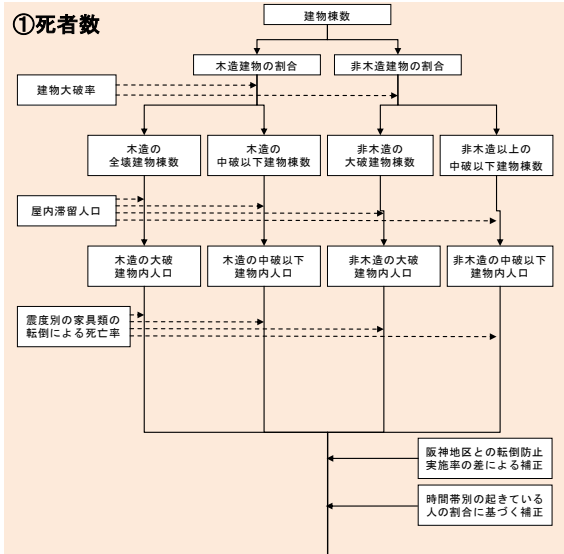 ①死者数
建物棟数
木造建物の割合
非木造建物の割合
建物大破率
木造の
全壊建物棟数
木造の
中破以下建物棟数
非木造の
大破建物棟数
非木造以上の
中破以下建物棟数
屋内滞留人口
木造の大破
建物内人口
木造の中破以下
建物内人口
非木造の大破
建物内人口
非木造の中破以下
建物内人口
震度別の家具類の
転倒による死亡率
阪神地区との転倒防止
実施率の差による補正
時間帯別の起きている
人の割合に基づく補正